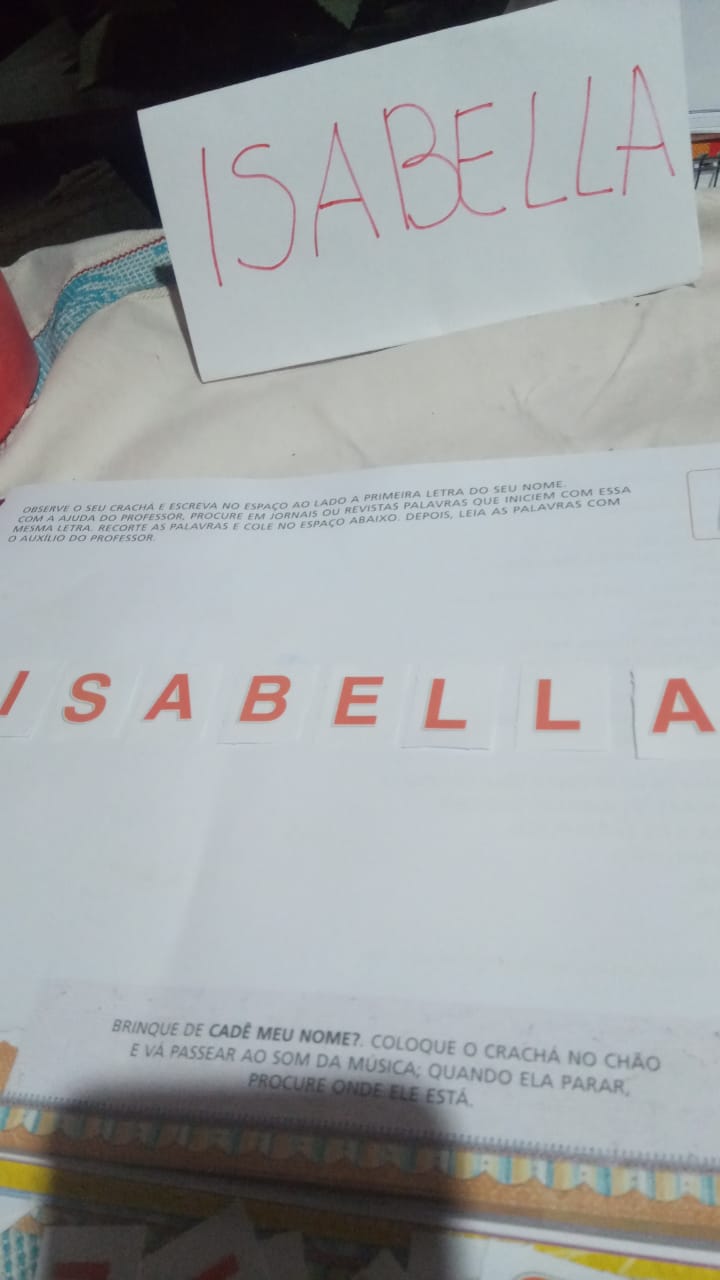 ISABELLA
OBSERVE O SEU CRACHÁ E ESCREVA NO ESPAÇO AO LADO A PRIMEIRA LETRA DO SEU NOME.
COM A AJUDA DO PROFESSOR, PROCURE EM JORNAIS OU REVISTAS PALAVRAS QUE INICIEM COM ESSA
MESMA LETRA. RECORTE AS PALAVRAS E COLE NO ESPAÇO ABAIXO. DEPOIS, LEIA AS PALAVRAS COM
O AUXÍLIO DO PROFESSOR.
I S A B E L L A
BRINQUE DE CADÊ MEU NOME?. COLOQUE O CRACHÁ NO CHÃO
E VÁ PASSEAR AO SOM DA MÚSICA; QUANDO ELA PARAR,
PROCURE ONDE ELE ESTÁ.